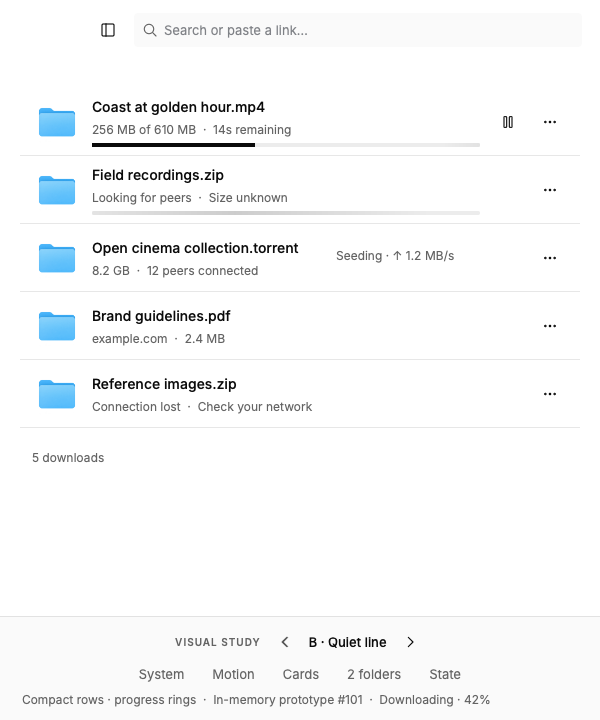 Search or paste a link...
Coast at golden hour.mp4
256 MB of 610 MB · 14s remaining
Field recordings.zip
Looking for peers · Size unknown
Open cinema collection.torrent
Seeding · ↑ 1.2 MB/s
8.2 GB · 12 peers connected
Brand guidelines.pdf
example.com · 2.4 MB
Reference images.zip
Connection lost · Check your network
5 downloads
VISUAL STUDY B · Quiet line
System Motion Cards 2 folders State
Compact rows · progress rings · In-memory prototype #101 · Downloading · 42%